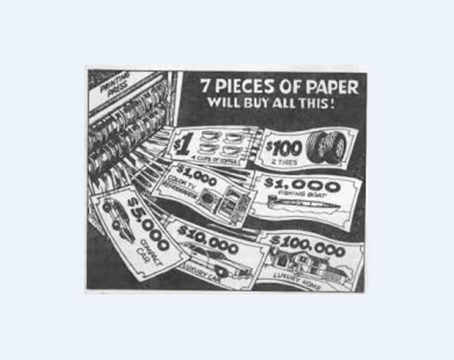 PRINTING
PRESS
7 PIECES OF PAPER
WILL BUY ALL THIS!
$1
4 CUPS OF COFFEE
$100
2 TIRES
$1,000
COLOR TV
REFRIGERATOR
$1,000
FISHING BOAT
$5,000
COMPACT
CAR
$10,000
LUXURY CAR
$100,000
LUXURY HOME